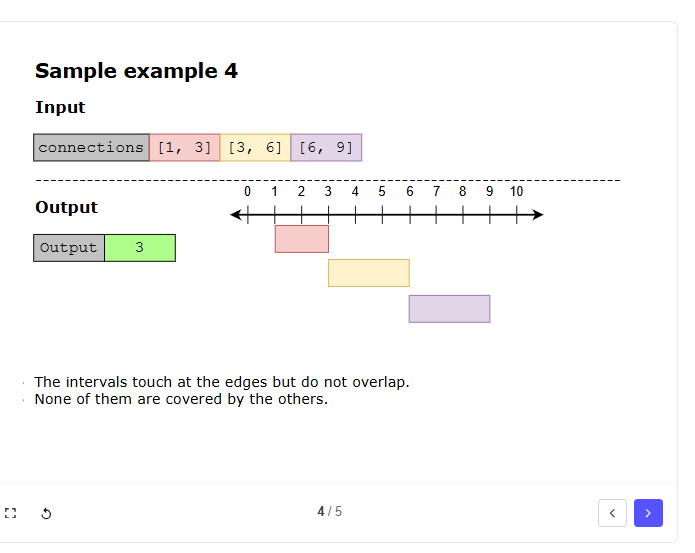 Sample example 4
Input
connections [1, 3] [3, 6] [6, 9]
0 1 2 3 4 5 6 7 8 9 10
Output
Output 3
The intervals touch at the edges but do not overlap.
None of them are covered by the others.
4 / 5